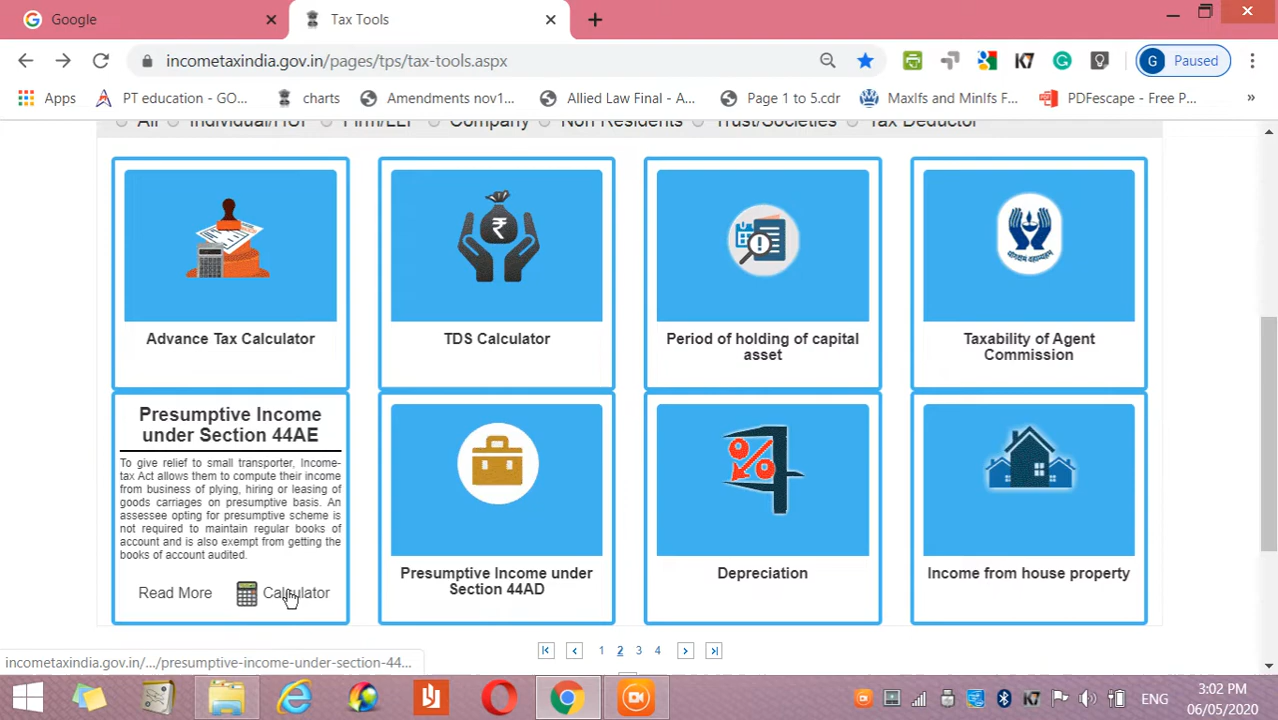 Google
Tax Tools
incometaxindia.gov.in/pages/tps/tax-tools.aspx
G Paused
Apps
PT education - GO...
charts
Amendments nov1...
Allied Law Final - A...
Page 1 to 5.cdr
MaxIfs and MinIfs F...
PDFescape - Free P...
»
All Individual/HUF Firm/LLP Company Non Residents Trust/Societies Tax Deductor
Advance Tax Calculator
TDS Calculator
Period of holding of capital
asset
Taxability of Agent
Commission
Presumptive Income
under Section 44AE
To give relief to small transporter, Income-
tax Act allows them to compute their income
from business of plying, hiring or leasing of
goods carriages on presumptive basis. An
assessee opting for presumptive scheme is
not required to maintain regular books of
account and is also exempt from getting the
books of account audited.
Read More Calculator
Presumptive Income under
Section 44AD
Depreciation
Income from house property
1 2 3 4
incometaxindia.gov.in/.../presumptive-income-under-section-44...
ENG
3:02 PM
06/05/2020